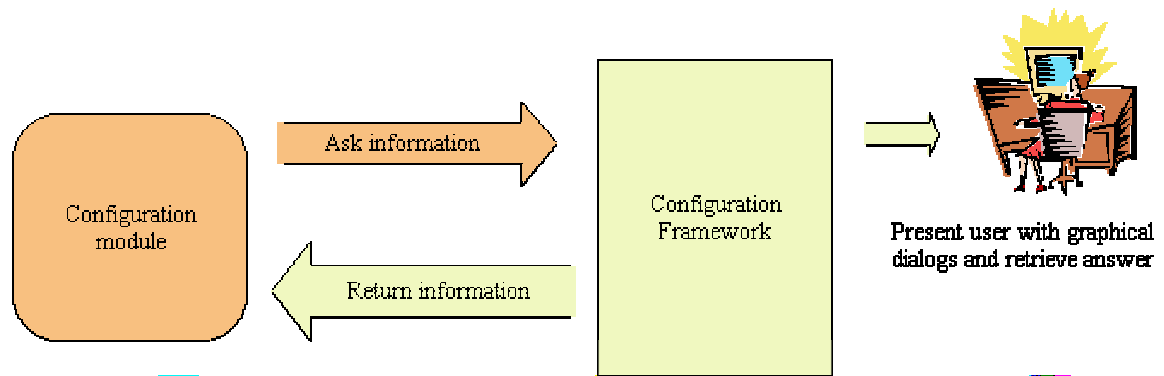 Ask information
Configuration
module
Return information
Configuration
Framework
Present user with graphical
dialogs and retrieve answer